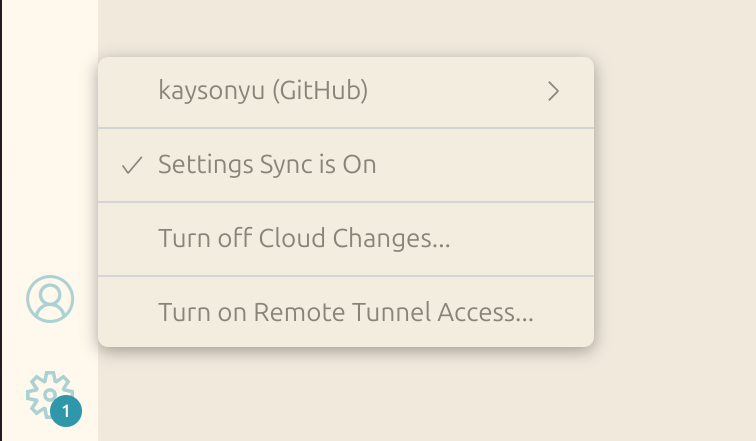 kaysonyu (GitHub)
Settings Sync is On
Turn off Cloud Changes...
Turn on Remote Tunnel Access...
1